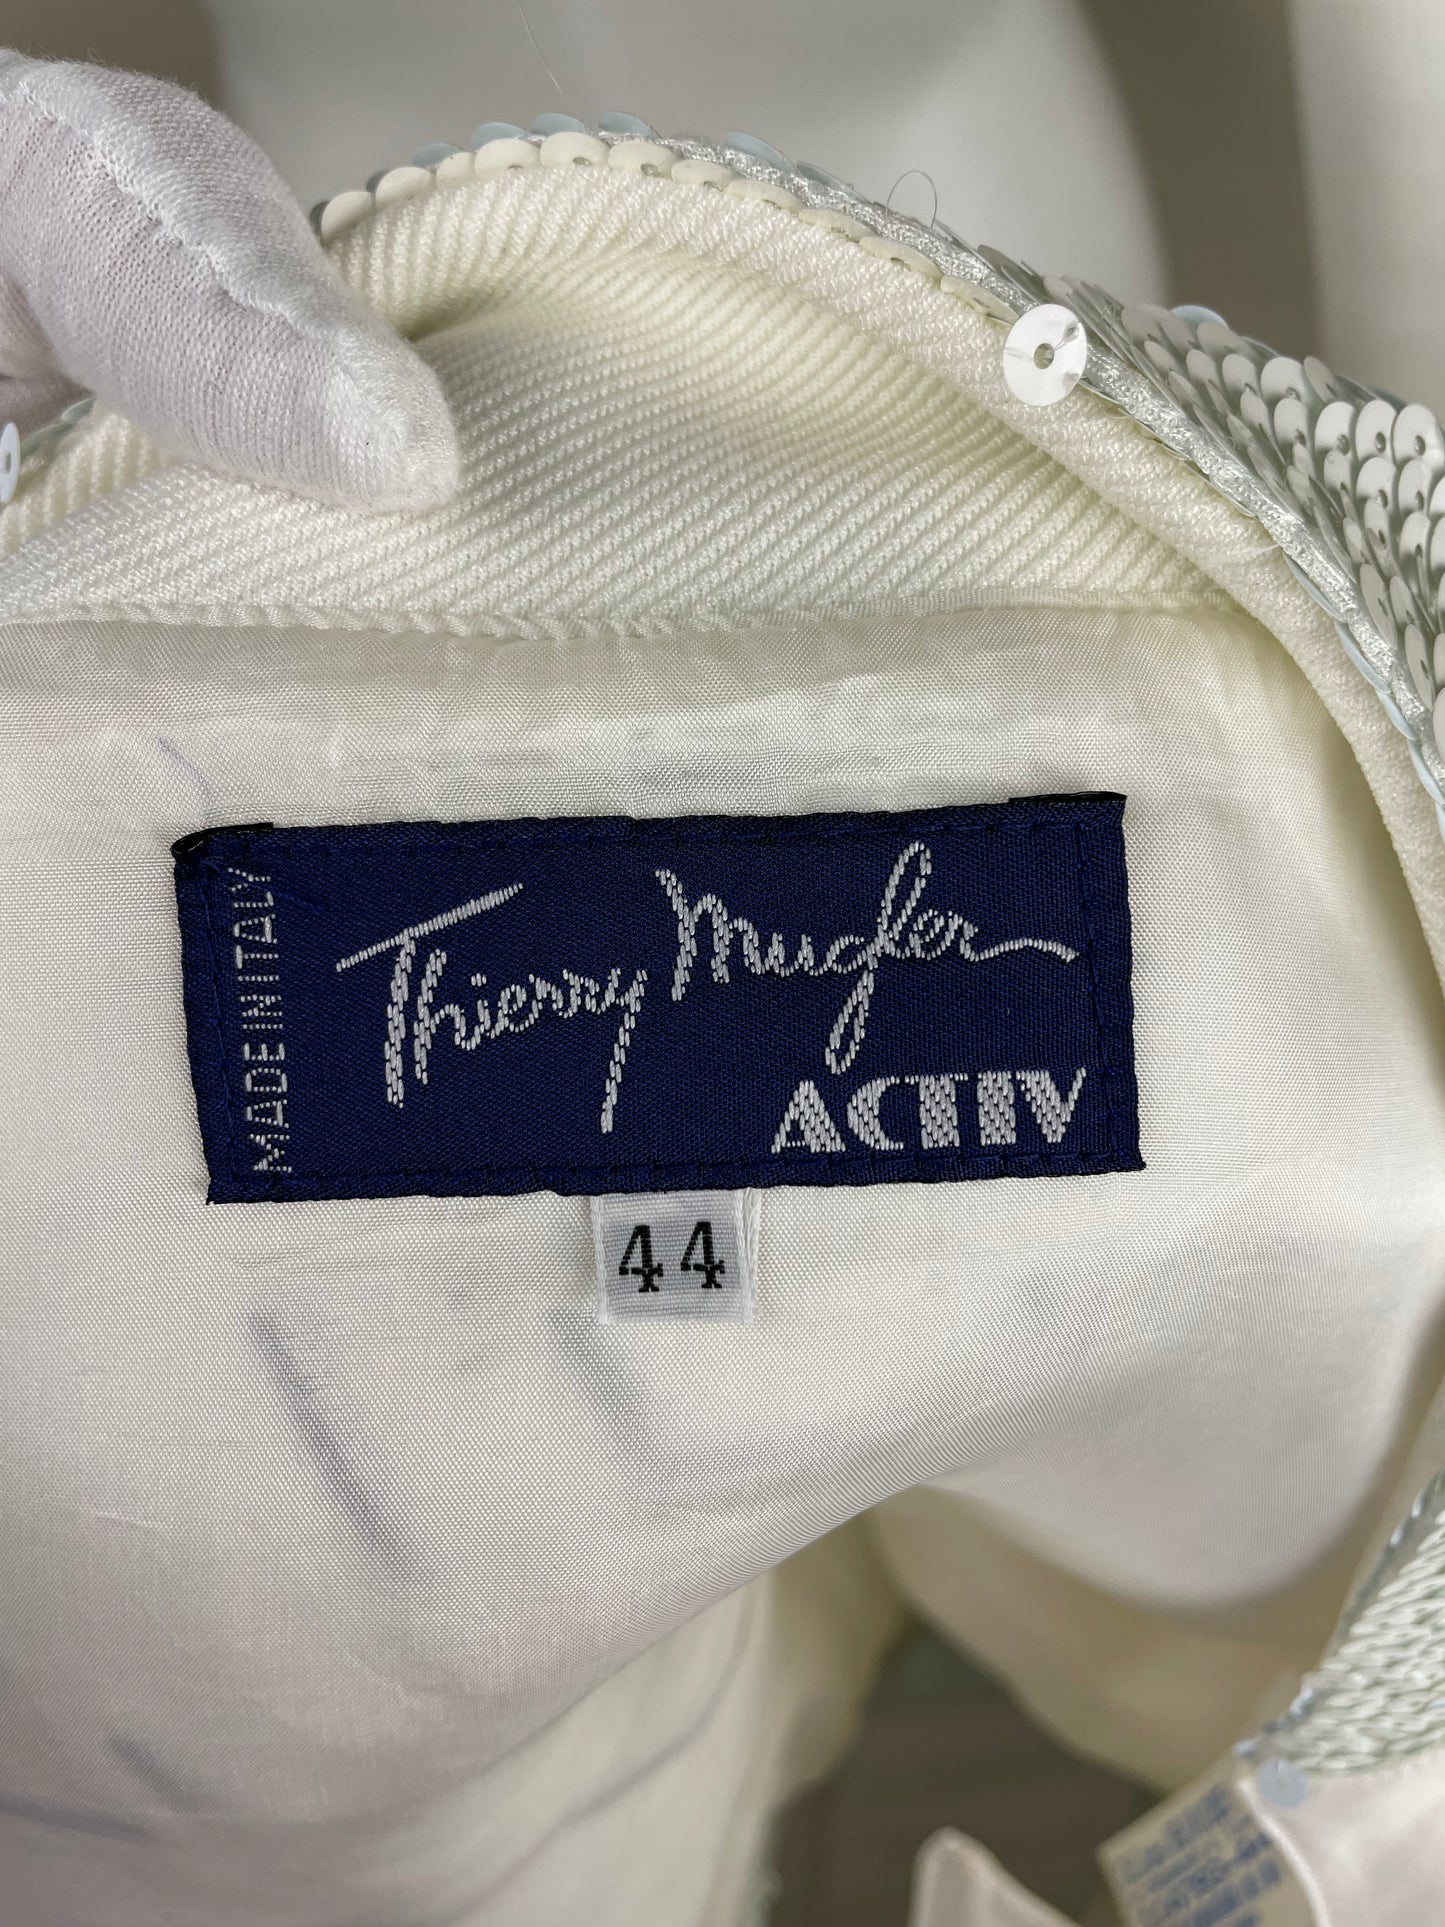 MADE IN ITALY
Thierry Mugler
ACTIV
44